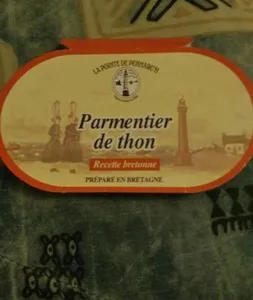 LA POINTE DE PENMARC'H
Parmentier
de thon
Recette bretonne
PRÉPARÉ EN BRETAGNE